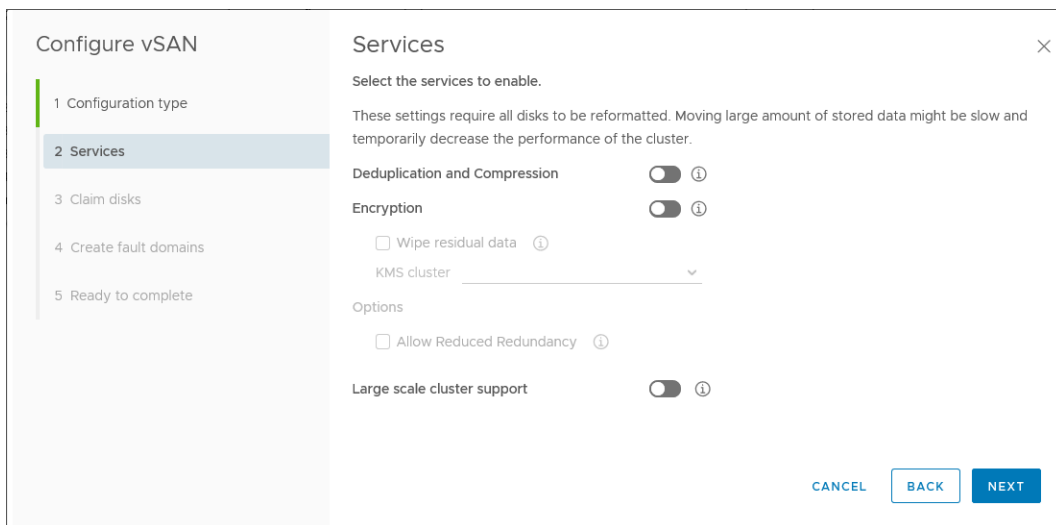 Configure vSAN
1 Configuration type
2 Services
3 Claim disks
4 Create fault domains
5 Ready to complete
Services
Select the services to enable.
These settings require all disks to be reformatted. Moving large amount of stored data might be slow and
temporarily decrease the performance of the cluster.
Deduplication and Compression
Encryption
Wipe residual data
KMS cluster
Options
Allow Reduced Redundancy
Large scale cluster support
CANCEL
BACK
NEXT